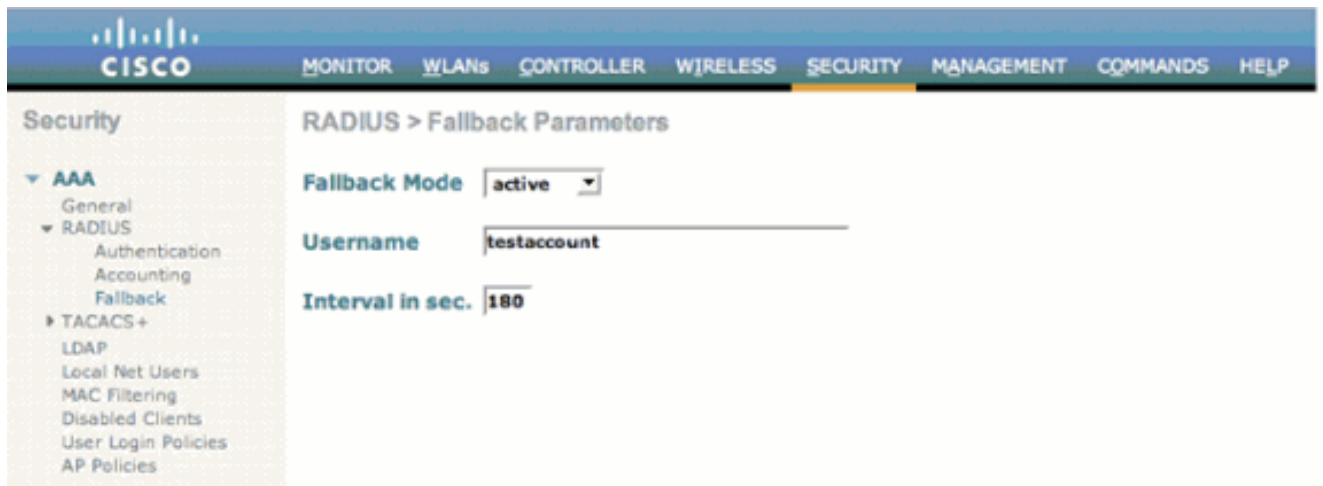 CISCO
MONITOR WLANs CONTROLLER WIRELESS SECURITY MANAGEMENT COMMANDS HELP
Security
AAA
General
RADIUS
Authentication
Accounting
Fallback
TACACS+
LDAP
Local Net Users
MAC Filtering
Disabled Clients
User Login Policies
AP Policies
RADIUS > Fallback Parameters
Fallback Mode active
Username testaccount
Interval in sec. 180